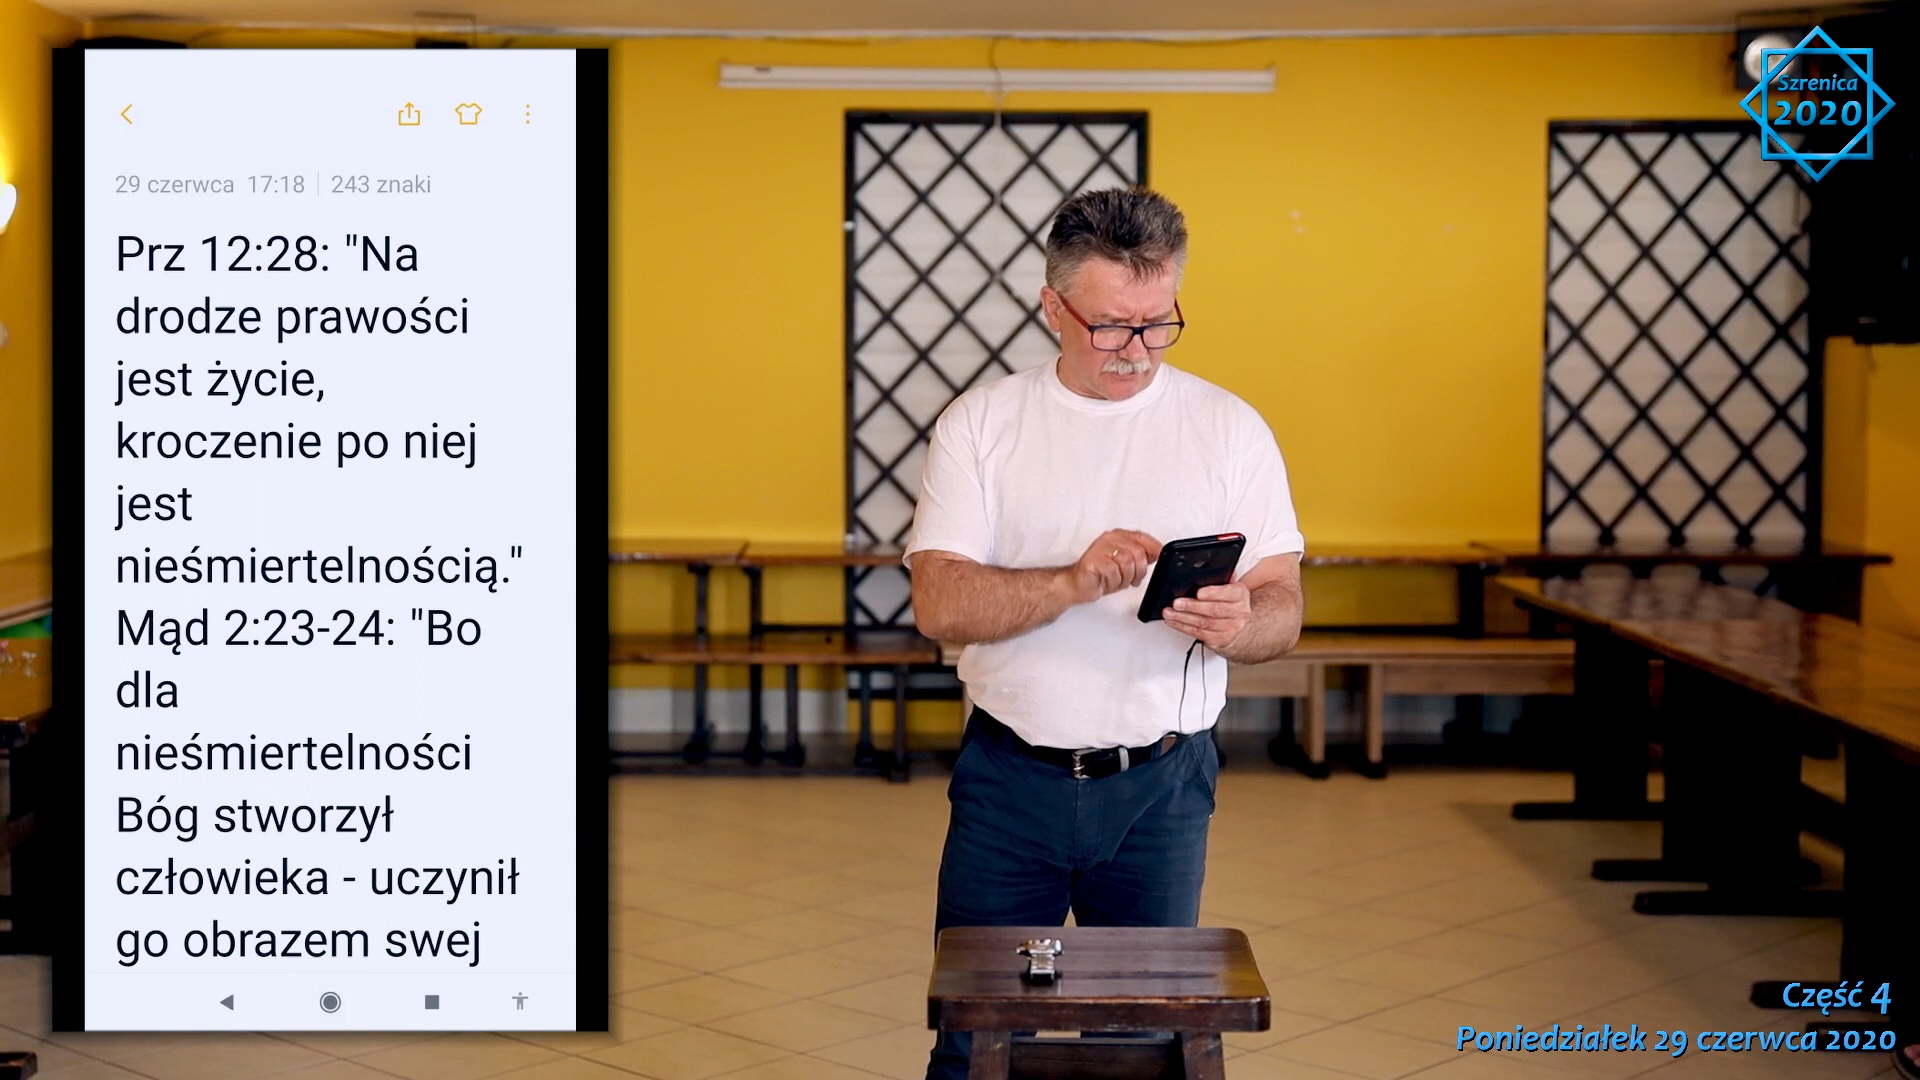 29 czerwca 17:18 | 243 znaki
Prz 12:28: "Na
drodze prawości
jest życie,
kroczenie po niej
jest
nieśmiertelnością."
Mąd 2:23-24: "Bo
dla
nieśmiertelności
Bóg stworzył
człowieka - uczynił
go obrazem swej
Szrenica
2020
Część 4
Poniedziałek 29 czerwca 2020